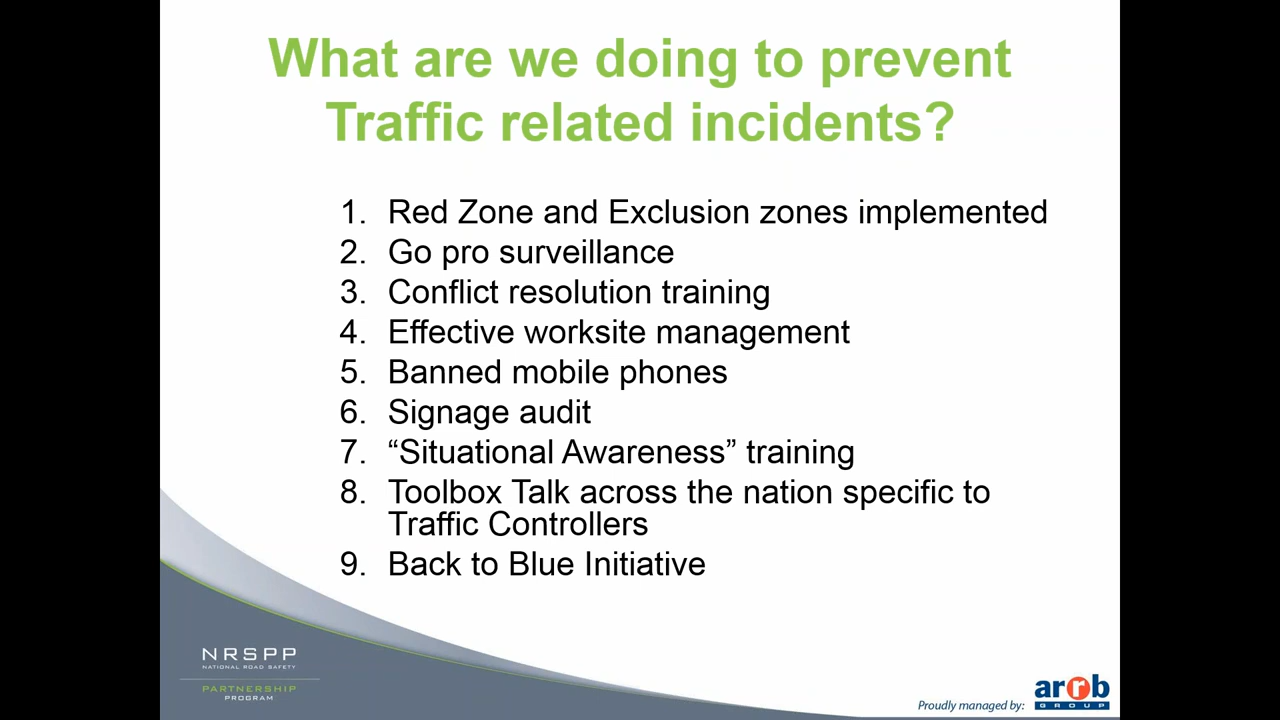 What are we doing to prevent
Traffic related incidents?
1. Red Zone and Exclusion zones implemented
2. Go pro surveillance
3. Conflict resolution training
4. Effective worksite management
5. Banned mobile phones
6. Signage audit
7. “Situational Awareness” training
8. Toolbox Talk across the nation specific to
Traffic Controllers
9. Back to Blue Initiative
NRSPP
NATIONAL ROAD SAFETY
PARTNERSHIP
PROGRAM
Proudly managed by:
arrb
GROUP